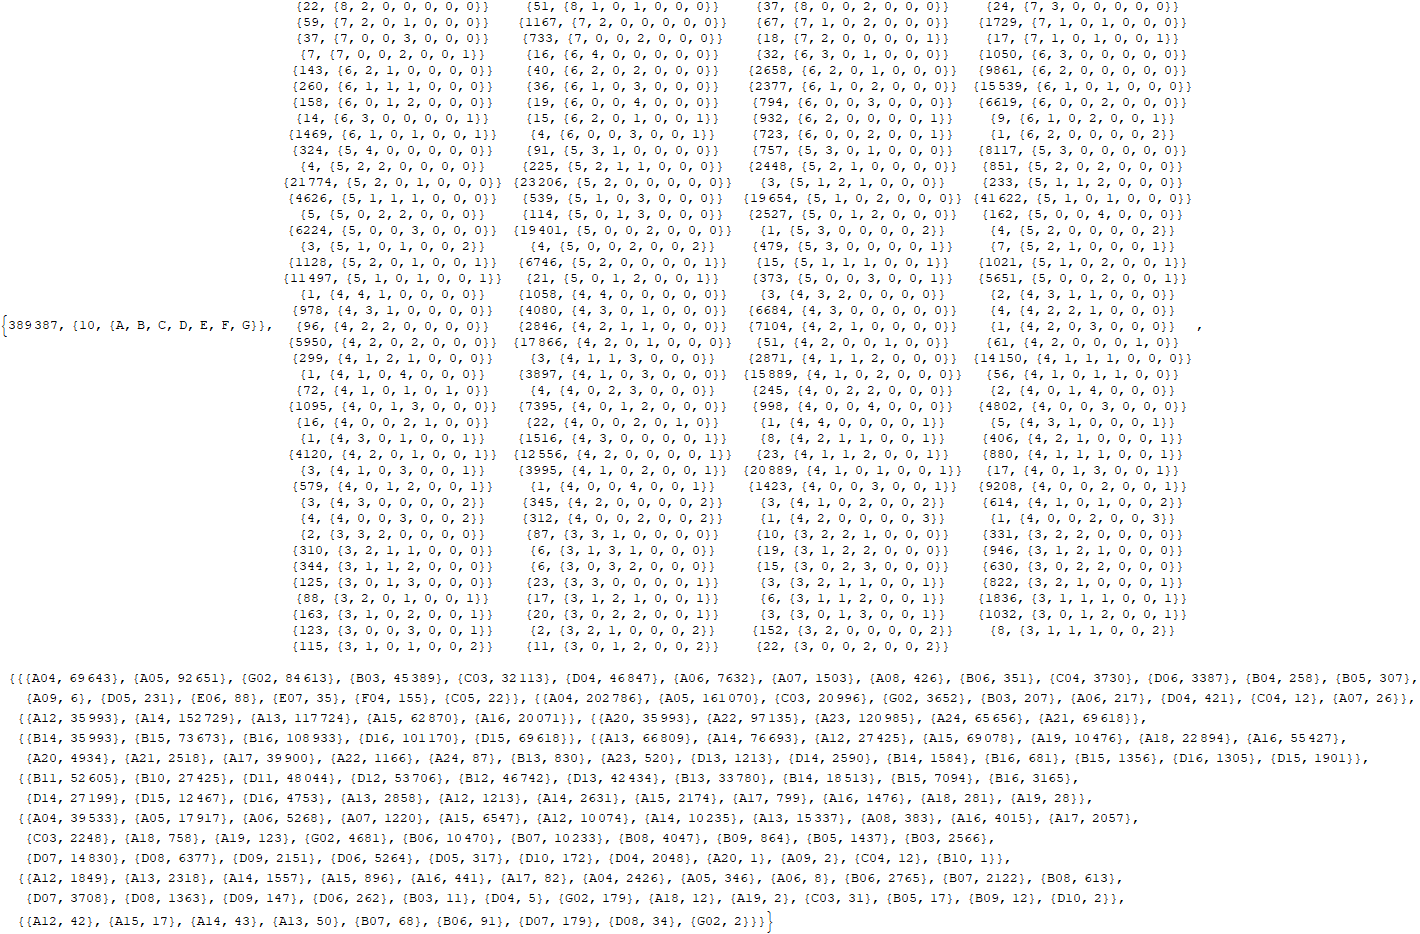 {22, {8, 2, 0, 0, 0, 0, 0}} {51, {8, 1, 0, 1, 0, 0, 0}} {37, {8, 0, 0, 2, 0, 0, 0}} {24, {7, 3, 0, 0, 0, 0, 0}}
{59, {7, 2, 0, 1, 0, 0, 0}} {1167, {7, 2, 0, 0, 0, 0, 0}} {67, {7, 1, 0, 2, 0, 0, 0}} {1729, {7, 1, 0, 1, 0, 0, 0}}
{37, {7, 0, 0, 3, 0, 0, 0}} {733, {7, 0, 0, 2, 0, 0, 0}} {18, {7, 2, 0, 0, 0, 0, 1}} {17, {7, 1, 0, 1, 0, 0, 1}}
{7, {7, 0, 0, 2, 0, 0, 1}} {16, {6, 4, 0, 0, 0, 0, 0}} {32, {6, 3, 0, 1, 0, 0, 0}} {1050, {6, 3, 0, 0, 0, 0, 0}}
{143, {6, 2, 1, 0, 0, 0, 0}} {40, {6, 2, 0, 2, 0, 0, 0}} {2658, {6, 2, 0, 1, 0, 0, 0}} {9861, {6, 2, 0, 0, 0, 0, 0}}
{260, {6, 1, 1, 1, 0, 0, 0}} {36, {6, 1, 0, 3, 0, 0, 0}} {2377, {6, 1, 0, 2, 0, 0, 0}} {15539, {6, 1, 0, 1, 0, 0, 0}}
{158, {6, 0, 1, 2, 0, 0, 0}} {19, {6, 0, 0, 4, 0, 0, 0}} {794, {6, 0, 0, 3, 0, 0, 0}} {6619, {6, 0, 0, 2, 0, 0, 0}}
{14, {6, 3, 0, 0, 0, 0, 1}} {15, {6, 2, 0, 1, 0, 0, 1}} {932, {6, 2, 0, 0, 0, 0, 1}} {9, {6, 1, 0, 2, 0, 0, 1}}
{1469, {6, 1, 0, 1, 0, 0, 1}} {4, {6, 0, 0, 3, 0, 0, 1}} {723, {6, 0, 0, 2, 0, 0, 1}} {1, {6, 2, 0, 0, 0, 0, 2}}
{324, {5, 4, 0, 0, 0, 0, 0}} {91, {5, 3, 1, 0, 0, 0, 0}} {757, {5, 3, 0, 1, 0, 0, 0}} {8117, {5, 3, 0, 0, 0, 0, 0}}
{4, {5, 2, 2, 0, 0, 0, 0}} {225, {5, 2, 1, 1, 0, 0, 0}} {2448, {5, 2, 1, 0, 0, 0, 0}} {851, {5, 2, 0, 2, 0, 0, 0}}
{21774, {5, 2, 0, 1, 0, 0, 0}} {23206, {5, 2, 0, 0, 0, 0, 0}} {3, {5, 1, 2, 1, 0, 0, 0}} {233, {5, 1, 1, 2, 0, 0, 0}}
{4626, {5, 1, 1, 1, 0, 0, 0}} {539, {5, 1, 0, 3, 0, 0, 0}} {19654, {5, 1, 0, 2, 0, 0, 0}} {41622, {5, 1, 0, 1, 0, 0, 0}}
{5, {5, 0, 2, 2, 0, 0, 0}} {114, {5, 0, 1, 3, 0, 0, 0}} {2527, {5, 0, 1, 2, 0, 0, 0}} {162, {5, 0, 0, 4, 0, 0, 0}}
{6224, {5, 0, 0, 3, 0, 0, 0}} {19401, {5, 0, 0, 2, 0, 0, 0}} {1, {5, 3, 0, 0, 0, 0, 2}} {4, {5, 2, 0, 0, 0, 0, 2}}
{3, {5, 1, 0, 1, 0, 0, 2}} {4, {5, 0, 0, 2, 0, 0, 2}} {479, {5, 3, 0, 0, 0, 0, 1}} {7, {5, 2, 1, 0, 0, 0, 1}}
{1128, {5, 2, 0, 1, 0, 0, 1}} {6746, {5, 2, 0, 0, 0, 0, 1}} {15, {5, 1, 1, 1, 0, 0, 1}} {1021, {5, 1, 0, 2, 0, 0, 1}}
{11497, {5, 1, 0, 1, 0, 0, 1}} {21, {5, 0, 1, 2, 0, 0, 1}} {373, {5, 0, 0, 3, 0, 0, 1}} {5651, {5, 0, 0, 2, 0, 0, 1}}
{1, {4, 4, 1, 0, 0, 0, 0}} {1058, {4, 4, 0, 0, 0, 0, 0}} {3, {4, 3, 2, 0, 0, 0, 0}} {2, {4, 3, 1, 1, 0, 0, 0}}
{978, {4, 3, 1, 0, 0, 0, 0}} {4080, {4, 3, 0, 1, 0, 0, 0}} {6684, {4, 3, 0, 0, 0, 0, 0}} {4, {4, 2, 2, 1, 0, 0, 0}}
{389387, {10, {A, B, C, D, E, F, G}}, {96, {4, 2, 2, 0, 0, 0, 0}} {2846, {4, 2, 1, 1, 0, 0, 0}} {7104, {4, 2, 1, 0, 0, 0, 0}} {1, {4, 2, 0, 3, 0, 0, 0}} ,
{5950, {4, 2, 0, 2, 0, 0, 0}} {17866, {4, 2, 0, 1, 0, 0, 0}} {51, {4, 2, 0, 0, 1, 0, 0}} {61, {4, 2, 0, 0, 0, 1, 0}}
{299, {4, 1, 2, 1, 0, 0, 0}} {3, {4, 1, 1, 3, 0, 0, 0}} {2871, {4, 1, 1, 2, 0, 0, 0}} {14150, {4, 1, 1, 1, 0, 0, 0}}
{1, {4, 1, 0, 4, 0, 0, 0}} {3897, {4, 1, 0, 3, 0, 0, 0}} {15889, {4, 1, 0, 2, 0, 0, 0}} {56, {4, 1, 0, 1, 1, 0, 0}}
{72, {4, 1, 0, 1, 0, 1, 0}} {4, {4, 0, 2, 3, 0, 0, 0}} {245, {4, 0, 2, 2, 0, 0, 0}} {2, {4, 0, 1, 4, 0, 0, 0}}
{1095, {4, 0, 1, 3, 0, 0, 0}} {7395, {4, 0, 1, 2, 0, 0, 0}} {998, {4, 0, 0, 4, 0, 0, 0}} {4802, {4, 0, 0, 3, 0, 0, 0}}
{16, {4, 0, 0, 2, 1, 0, 0}} {22, {4, 0, 0, 2, 0, 1, 0}} {1, {4, 4, 0, 0, 0, 0, 1}} {5, {4, 3, 1, 0, 0, 0, 1}}
{1, {4, 3, 0, 1, 0, 0, 1}} {1516, {4, 3, 0, 0, 0, 0, 1}} {8, {4, 2, 1, 1, 0, 0, 1}} {406, {4, 2, 1, 0, 0, 0, 1}}
{4120, {4, 2, 0, 1, 0, 0, 1}} {12556, {4, 2, 0, 0, 0, 0, 1}} {23, {4, 1, 1, 2, 0, 0, 1}} {880, {4, 1, 1, 1, 0, 0, 1}}
{3, {4, 1, 0, 3, 0, 0, 1}} {3995, {4, 1, 0, 2, 0, 0, 1}} {20889, {4, 1, 0, 1, 0, 0, 1}} {17, {4, 0, 1, 3, 0, 0, 1}}
{579, {4, 0, 1, 2, 0, 0, 1}} {1, {4, 0, 0, 4, 0, 0, 1}} {1423, {4, 0, 0, 3, 0, 0, 1}} {9208, {4, 0, 0, 2, 0, 0, 1}}
{3, {4, 3, 0, 0, 0, 0, 2}} {345, {4, 2, 0, 0, 0, 0, 2}} {3, {4, 1, 0, 2, 0, 0, 2}} {614, {4, 1, 0, 1, 0, 0, 2}}
{4, {4, 0, 0, 3, 0, 0, 2}} {312, {4, 0, 0, 2, 0, 0, 2}} {1, {4, 2, 0, 0, 0, 0, 3}} {1, {4, 0, 0, 2, 0, 0, 3}}
{2, {3, 3, 2, 0, 0, 0, 0}} {87, {3, 3, 1, 0, 0, 0, 0}} {10, {3, 2, 2, 1, 0, 0, 0}} {331, {3, 2, 2, 0, 0, 0, 0}}
{310, {3, 2, 1, 1, 0, 0, 0}} {6, {3, 1, 3, 1, 0, 0, 0}} {19, {3, 1, 2, 2, 0, 0, 0}} {946, {3, 1, 2, 1, 0, 0, 0}}
{344, {3, 1, 1, 2, 0, 0, 0}} {6, {3, 0, 3, 2, 0, 0, 0}} {15, {3, 0, 2, 3, 0, 0, 0}} {630, {3, 0, 2, 2, 0, 0, 0}}
{125, {3, 0, 1, 3, 0, 0, 0}} {23, {3, 3, 0, 0, 0, 0, 1}} {3, {3, 2, 1, 1, 0, 0, 1}} {822, {3, 2, 1, 0, 0, 0, 1}}
{88, {3, 2, 0, 1, 0, 0, 1}} {17, {3, 1, 2, 1, 0, 0, 1}} {6, {3, 1, 1, 2, 0, 0, 1}} {1836, {3, 1, 1, 1, 0, 0, 1}}
{163, {3, 1, 0, 2, 0, 0, 1}} {20, {3, 0, 2, 2, 0, 0, 1}} {3, {3, 0, 1, 3, 0, 0, 1}} {1032, {3, 0, 1, 2, 0, 0, 1}}
{123, {3, 0, 0, 3, 0, 0, 1}} {2, {3, 2, 1, 0, 0, 0, 2}} {152, {3, 2, 0, 0, 0, 0, 2}} {8, {3, 1, 1, 1, 0, 0, 2}}
{115, {3, 1, 0, 1, 0, 0, 2}} {11, {3, 0, 1, 2, 0, 0, 2}} {22, {3, 0, 0, 2, 0, 0, 2}}
{{{A04, 69643}, {A05, 92651}, {G02, 84613}, {B03, 45389}, {C03, 32113}, {D04, 46847}, {A06, 7632}, {A07, 1503}, {A08, 426}, {B06, 351}, {C04, 3730}, {D06, 3387}, {B04, 258}, {B05, 307},
{A09, 6}, {D05, 231}, {E06, 88}, {E07, 35}, {F04, 155}, {C05, 22}}, {{A04, 202786}, {A05, 161070}, {C03, 20996}, {G02, 3652}, {B03, 207}, {A06, 217}, {D04, 421}, {C04, 12}, {A07, 26}},
{{A12, 35993}, {A14, 152729}, {A13, 117724}, {A15, 62870}, {A16, 20071}}, {{A20, 35993}, {A22, 97135}, {A23, 120985}, {A24, 65656}, {A21, 69618}},
{{B14, 35993}, {B15, 73673}, {B16, 108933}, {D16, 101170}, {D15, 69618}}, {{A13, 66809}, {A14, 76693}, {A12, 27425}, {A15, 69078}, {A19, 10476}, {A18, 22894}, {A16, 55427},
{A20, 4934}, {A21, 2518}, {A17, 39900}, {A22, 1166}, {A24, 87}, {B13, 830}, {A23, 520}, {D13, 1213}, {D14, 2590}, {B14, 1584}, {B16, 681}, {B15, 1356}, {D16, 1305}, {D15, 1901}},
{{B11, 52605}, {B10, 27425}, {D11, 48044}, {D12, 53706}, {B12, 46742}, {D13, 42434}, {B13, 33780}, {B14, 18513}, {B15, 7094}, {B16, 3165},
{D14, 27199}, {D15, 12467}, {D16, 4753}, {A13, 2858}, {A12, 1213}, {A14, 2631}, {A15, 2174}, {A17, 799}, {A16, 1476}, {A18, 281}, {A19, 28}},
{{A04, 39533}, {A05, 17917}, {A06, 5268}, {A07, 1220}, {A15, 6547}, {A12, 10074}, {A14, 10235}, {A13, 15337}, {A08, 383}, {A16, 4015}, {A17, 2057},
{C03, 2248}, {A18, 758}, {A19, 123}, {G02, 4681}, {B06, 10470}, {B07, 10233}, {B08, 4047}, {B09, 864}, {B05, 1437}, {B03, 2566},
{D07, 14830}, {D08, 6377}, {D09, 2151}, {D06, 5264}, {D05, 317}, {D10, 172}, {D04, 2048}, {A20, 1}, {A09, 2}, {C04, 12}, {B10, 1}},
{{A12, 1849}, {A13, 2318}, {A14, 1557}, {A15, 896}, {A16, 441}, {A17, 82}, {A04, 2426}, {A05, 346}, {A06, 8}, {B06, 2765}, {B07, 2122}, {B08, 613},
{D07, 3708}, {D08, 1363}, {D09, 147}, {D06, 262}, {B03, 11}, {D04, 5}, {G02, 179}, {A18, 12}, {A19, 2}, {C03, 31}, {B05, 17}, {B09, 12}, {D10, 2}},
{{A12, 42}, {A15, 17}, {A14, 43}, {A13, 50}, {B07, 68}, {B06, 91}, {D07, 179}, {D08, 34}, {G02, 2}}}}